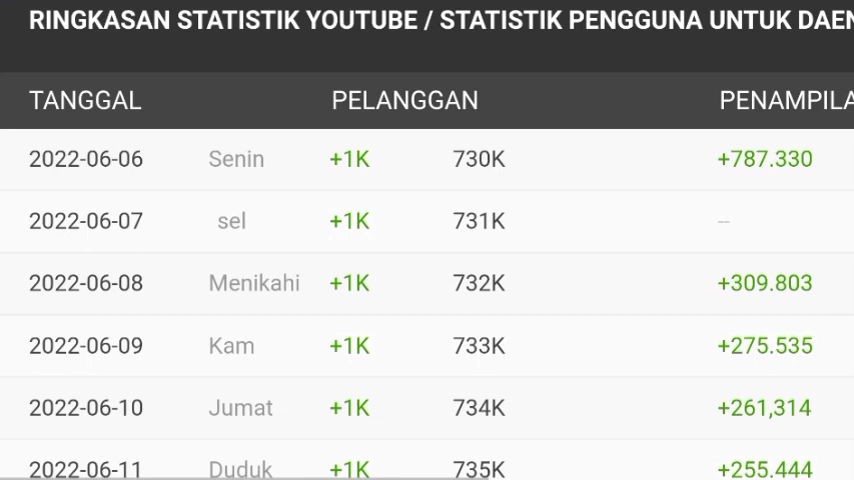 RINGKASAN STATISTIK YOUTUBE / STATISTIK PENGGUNA UNTUK DAEN
TANGGAL PELANGGAN PENAMPILA
2022-06-06 Senin +1K 730K +787.330
2022-06-07 sel +1K 731K --
2022-06-08 Menikahi +1K 732K +309.803
2022-06-09 Kam +1K 733K +275.535
2022-06-10 Jumat +1K 734K +261,314
2022-06-11 Duduk +1K 735K +255.444